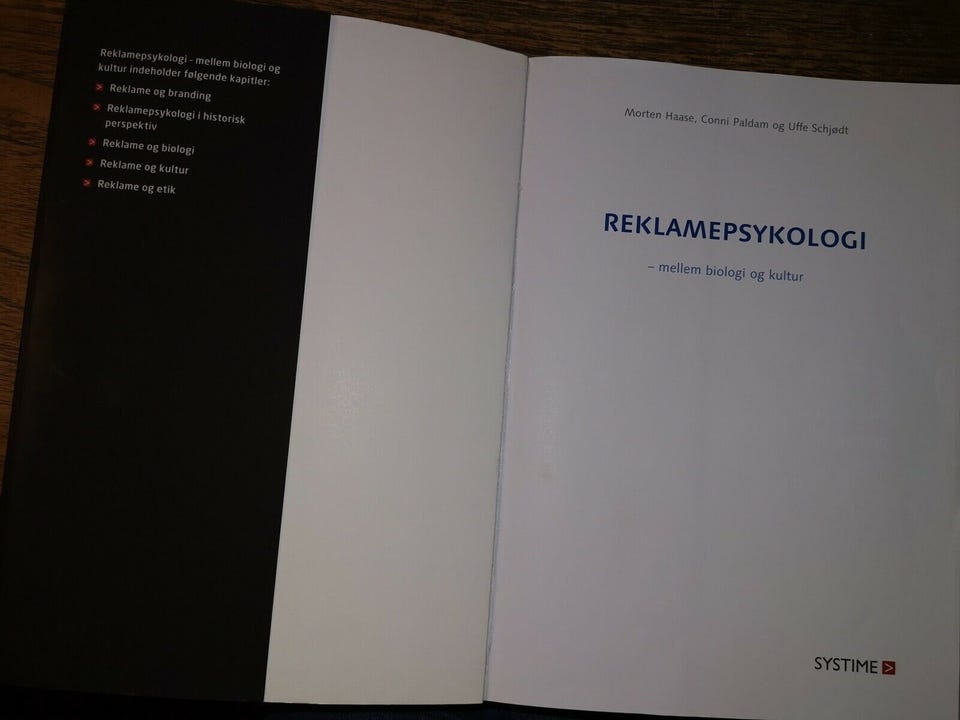 Reklamepsykologi - mellem biologi og
kultur indeholder følgende kapitler:
Reklame og branding
Reklamepsykologi i historisk
perspektiv
Reklame og biologi
Reklame og kultur
Reklame og etik
Morten Haase, Conni Paldam og Uffe Schjødt
REKLAMEPSYKOLOGI
– mellem biologi og kultur
SYSTIME